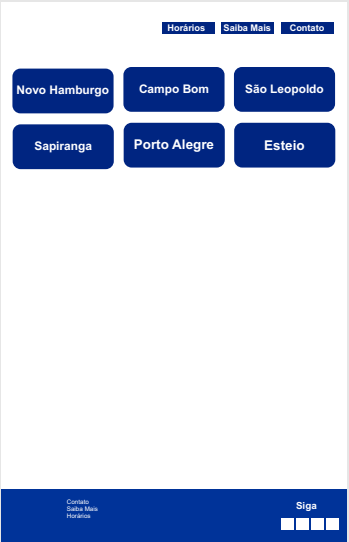 Horários Saiba Mais Contato
Novo Hamburgo Campo Bom São Leopoldo
Sapiranga Porto Alegre Esteio
Contato
Saiba Mais
Horários
Siga